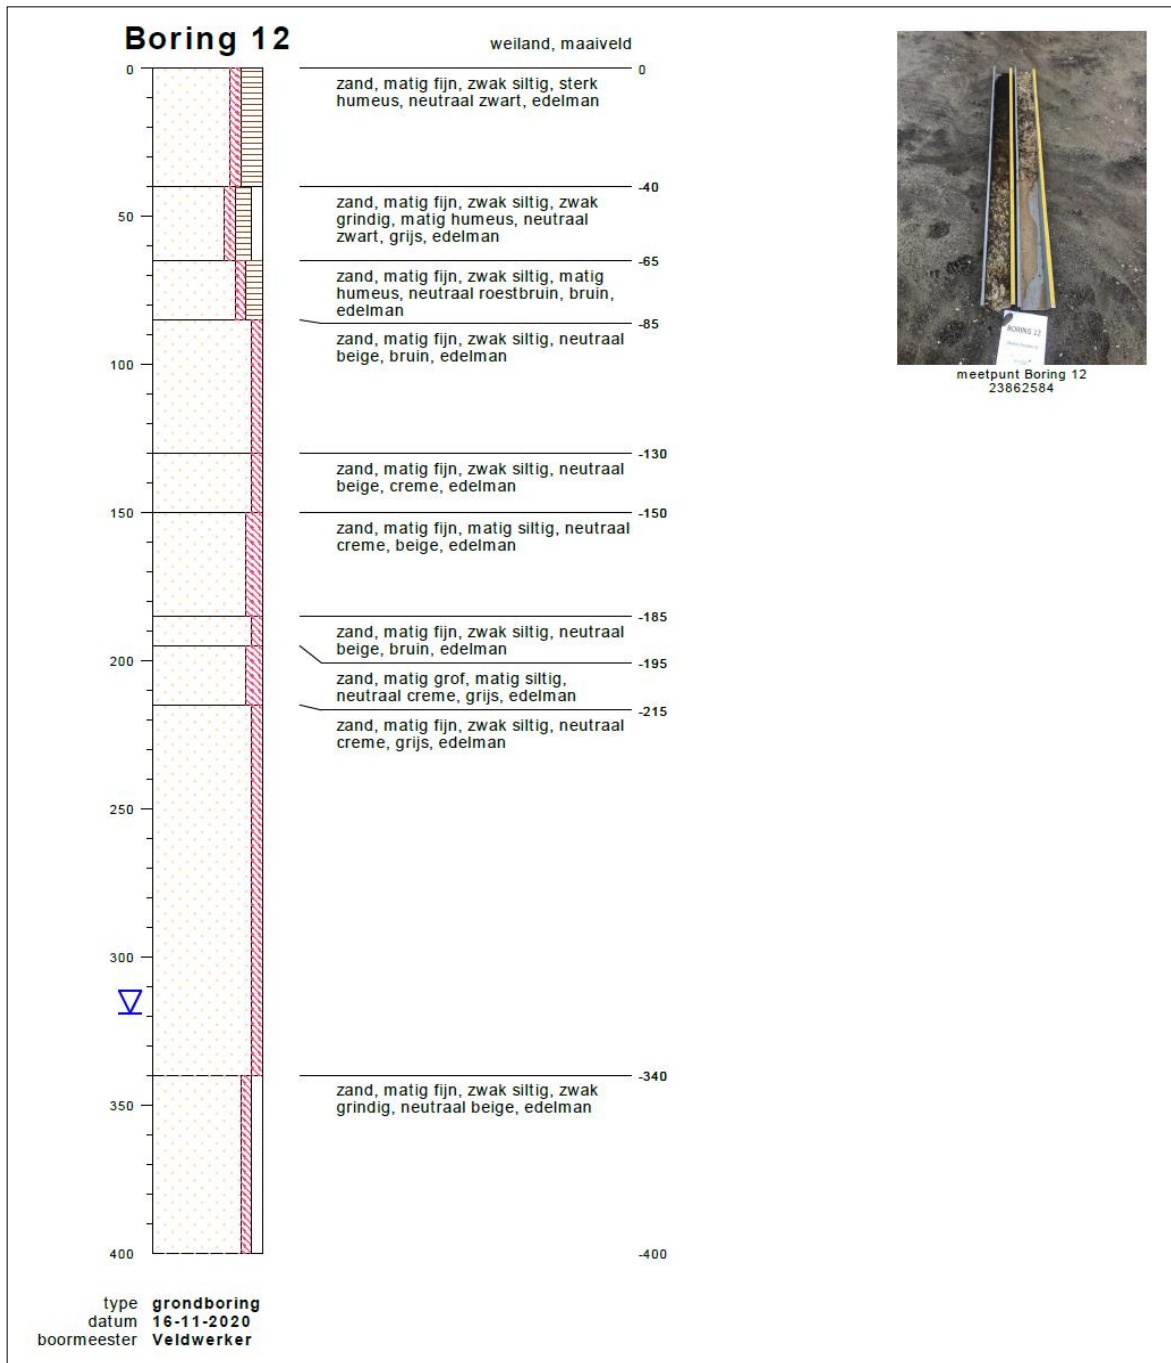 Boring 12
weiland, maaiveld
0
0
zand, matig fijn, zwak siltig, sterk
humeus, neutraal zwart, edelman
-40
zand, matig fijn, zwak siltig, zwak
grindig, matig humeus, neutraal
zwart, grijs, edelman
50
-65
zand, matig fijn, zwak siltig, matig
humeus, neutraal roestbruin, bruin,
edelman
-85
zand, matig fijn, zwak siltig, neutraal
beige, bruin, edelman
100
-130
zand, matig fijn, zwak siltig, neutraal
beige, creme, edelman
150
-150
zand, matig fijn, matig siltig, neutraal
creme, beige, edelman
-185
zand, matig fijn, zwak siltig, neutraal
beige, bruin, edelman
200
-195
zand, matig grof, matig siltig,
neutraal creme, grijs, edelman
-215
zand, matig fijn, zwak siltig, neutraal
creme, grijs, edelman
250
300
-340
zand, matig fijn, zwak siltig, zwak
grindig, neutraal beige, edelman
350
400
-400
type grondboring
datum 16-11-2020
boormeester Veldwerker
BORING 12
meetpunt Boring 12
23862584